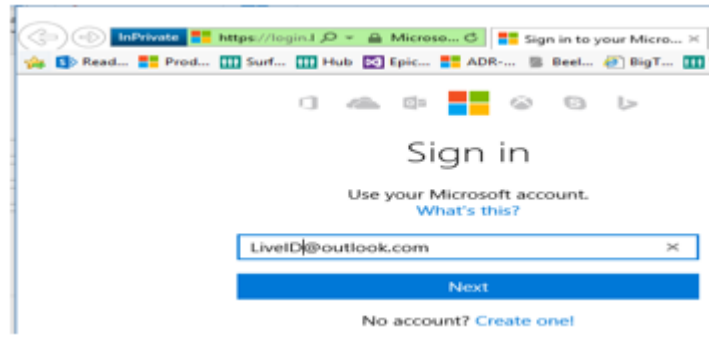 InPrivate https://login.l Microso... Sign in to your Micro...
Read... Prod... Surf... Hub Epic... ADR-... Beel... BigT...
Sign in
Use your Microsoft account.
What's this?
LiveID@outlook.com
Next
No account? Create one!